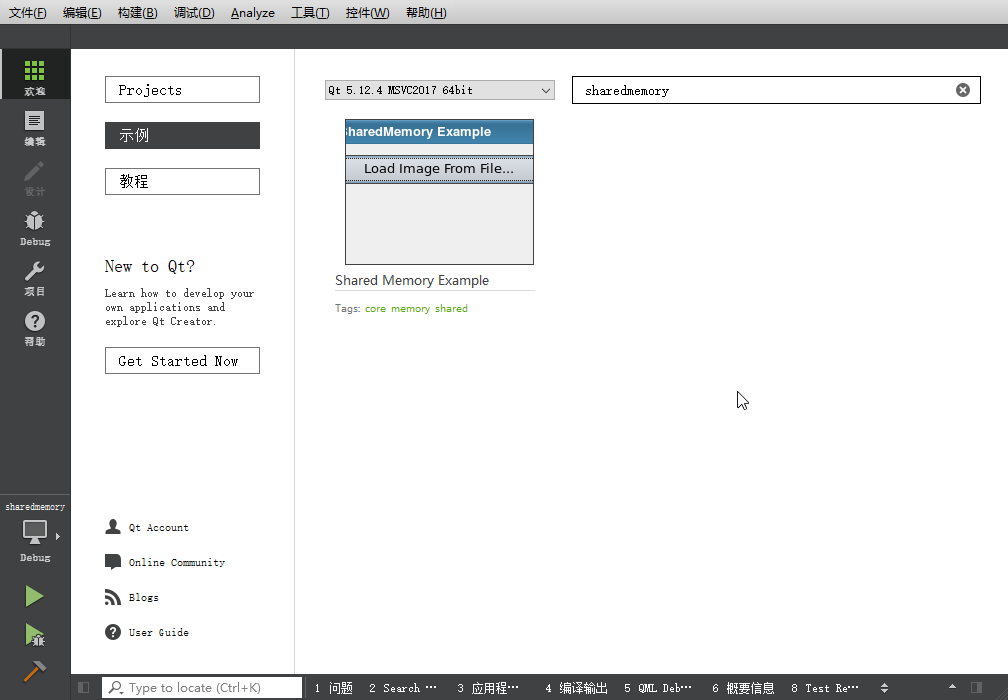 文件(F) 编辑(E) 构建(B) 调试(D) Analyze 工具(T) 控件(W) 帮助(H)
欢迎
编辑
设计
Debug
项目
帮助
sharedmemory
Debug
Projects
示例
教程
New to Qt?
Learn how to develop your
own applications and
explore Qt Creator.
Get Started Now
Qt Account
Online Community
Blogs
User Guide
Qt 5.12.4 MSVC2017 64bit
sharedmemory
SharedMemory Example
Load Image From File...
Shared Memory Example
Tags: core memory shared
Type to locate (Ctrl+K) 1 问题 2 Search ··· 3 应用程··· 4 编译输出 5 QML Deb··· 6 概要信息 8 Test Re···